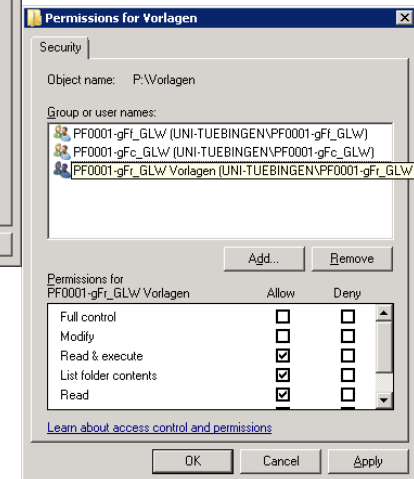 Permissions for Vorlagen
Security
Object name: P:\Vorlagen
Group or user names:
PF0001-gFf_GLW (UNI-TUEBINGEN\PF0001-gFf_GLW)
PF0001-gFc_GLW (UNI-TUEBINGEN\PF0001-gFc_GLW)
PF0001-gFr_GLW Vorlagen (UNI-TUEBINGEN\PF0001-gFr_GLW
Add... Remove
Permissions for
PF0001-gFr_GLW Vorlagen Allow Deny
Full control
Modify
Read & execute
List folder contents
Read
Learn about access control and permissions
OK Cancel Apply